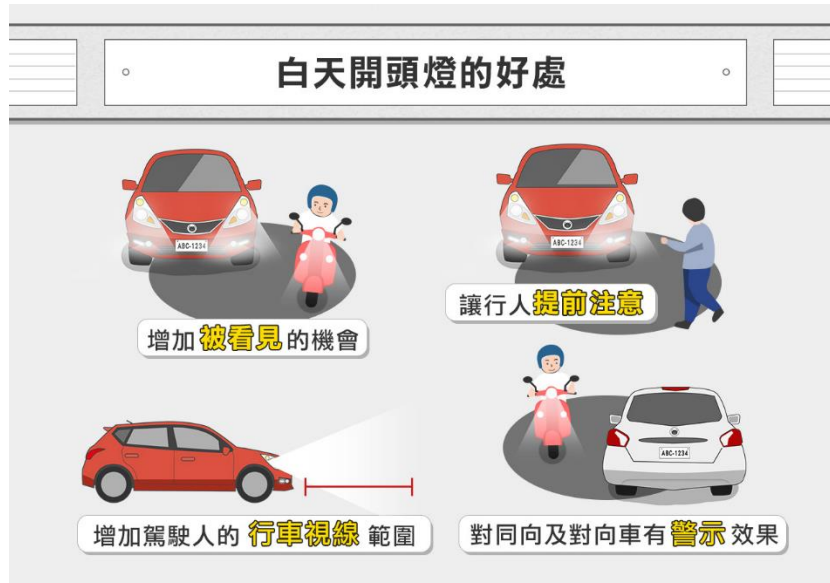 白天開頭燈的好處
ABC-1234
增加被看見的機會
ABC-1234
讓行人提前注意
增加駕駛人的行車視線範圍
ABC-1234
對同向及對向車有警示效果